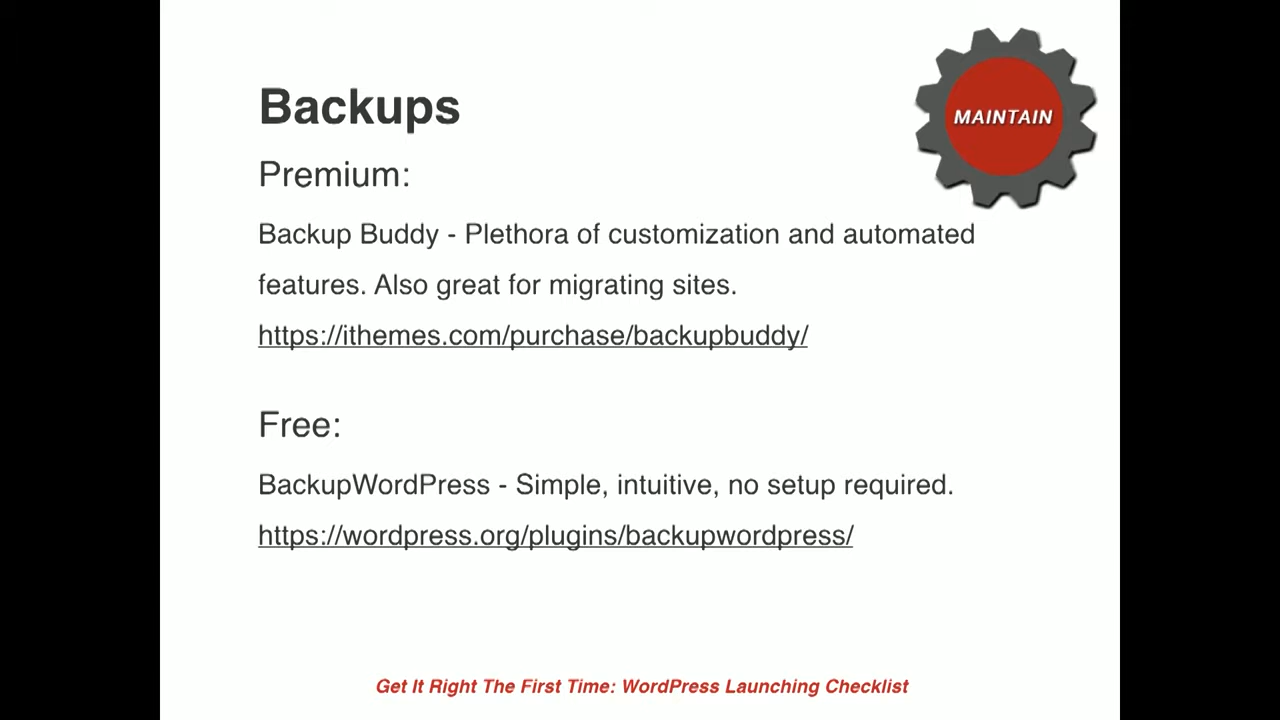 Backups
MAINTAIN
Premium:
Backup Buddy - Plethora of customization and automated
features. Also great for migrating sites.
https://ithemes.com/purchase/backupbuddy/
Free:
BackupWordPress - Simple, intuitive, no setup required.
https://wordpress.org/plugins/backupwordpress/
Get It Right The First Time: WordPress Launching Checklist